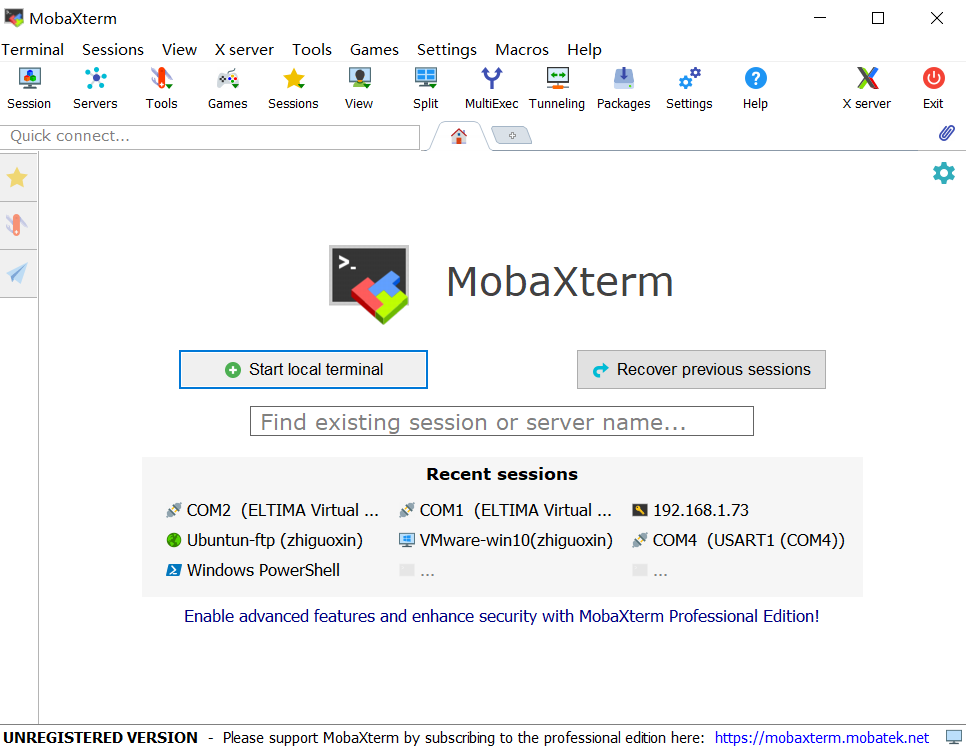 MobaXterm
Terminal Sessions View X server Tools Games Settings Macros Help
Session Servers Tools Games Sessions View Split MultiExec Tunneling Packages Settings Help X server Exit
Quick connect...
>_
MobaXterm
Start local terminal Recover previous sessions
Find existing session or server name...
Recent sessions
COM2 (ELTIMA Virtual ... COM1 (ELTIMA Virtual ... 192.168.1.73
Ubuntun-ftp (zhiguoxin) VMware-win10(zhiguoxin) COM4 (USART1 (COM4))
Windows PowerShell ... ...
Enable advanced features and enhance security with MobaXterm Professional Edition!
UNREGISTERED VERSION - Please support MobaXterm by subscribing to the professional edition here: https://mobaxterm.mobatek.net